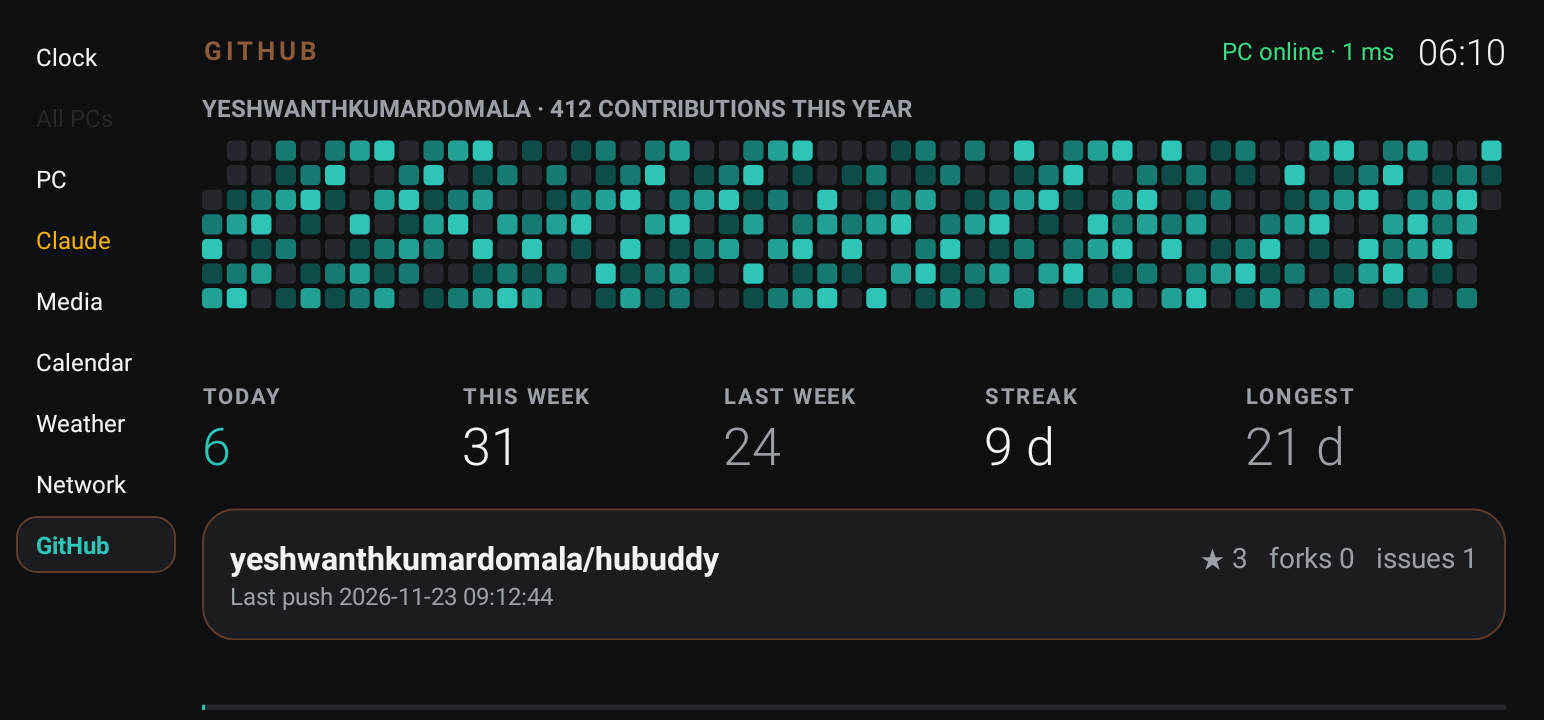 Clock
All PCs
PC
Claude
Media
Calendar
Weather
Network
GitHub
GITHUB
PC online · 1 ms 06:10
YESHWANTHKUMARDOMALA · 412 CONTRIBUTIONS THIS YEAR
TODAY THIS WEEK LAST WEEK STREAK LONGEST
6 31 24 9 d 21 d
yeshwanthkumardomala/hubuddy ★ 3 forks 0 issues 1
Last push 2026-11-23 09:12:44